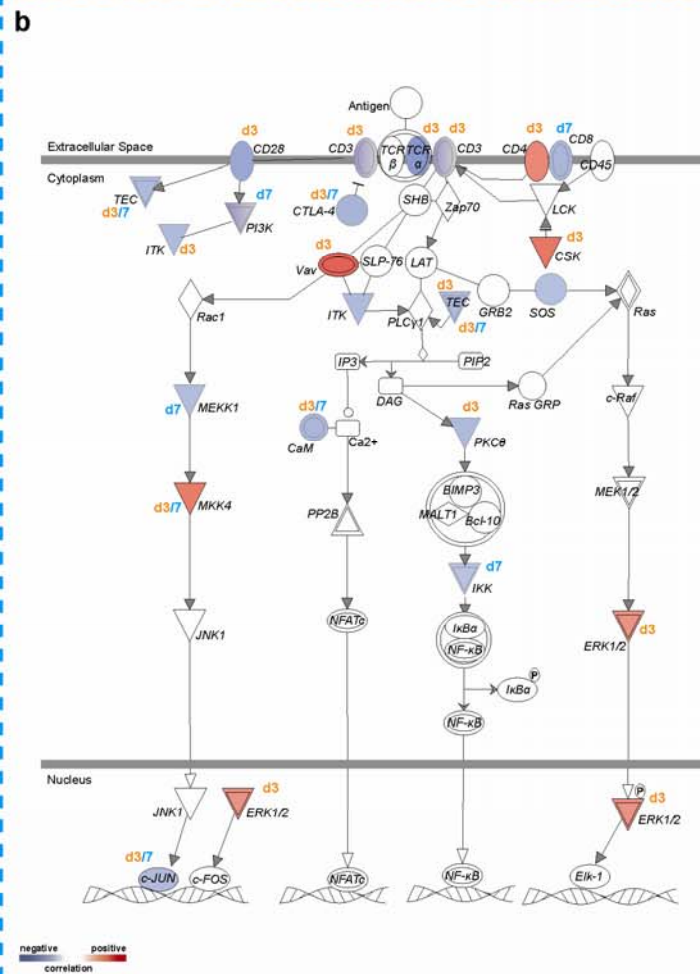 b
Antigen
d3
d3
d3
d3
d3
d7
Extracellular Space
CD28
CD3
TCR
β
TCR
α
CD3
CD4
CD8
CD45
Cytoplasm
TEC
d3/7
d7
PI3K
d3/7
CTLA-4
SHB
Zap70
LCK
ITK
d3
d3
Vav
SLP-76
LAT
d3
CSK
Rac1
ITK
PLCγ1
d3
TEC
d3/7
GRB2
SOS
Ras
IP3
PIP2
DAG
Ras GRP
c-Raf
d7
MEKK1
d3/7
CaM
Ca2+
d3
PKCθ
d3/7
MKK4
PP2B
BIMP3
MALT1
Bcl-10
MEK1/2
d7
IKK
JNK1
NFATc
IκBα
NF-κB
d3
ERK1/2
P
IκBα
NF-κB
Nucleus
JNK1
d3
ERK1/2
P
d3
ERK1/2
d3/7
c-JUN
c-FOS
NFATc
NF-κB
Elk-1
negative
positive
correlation